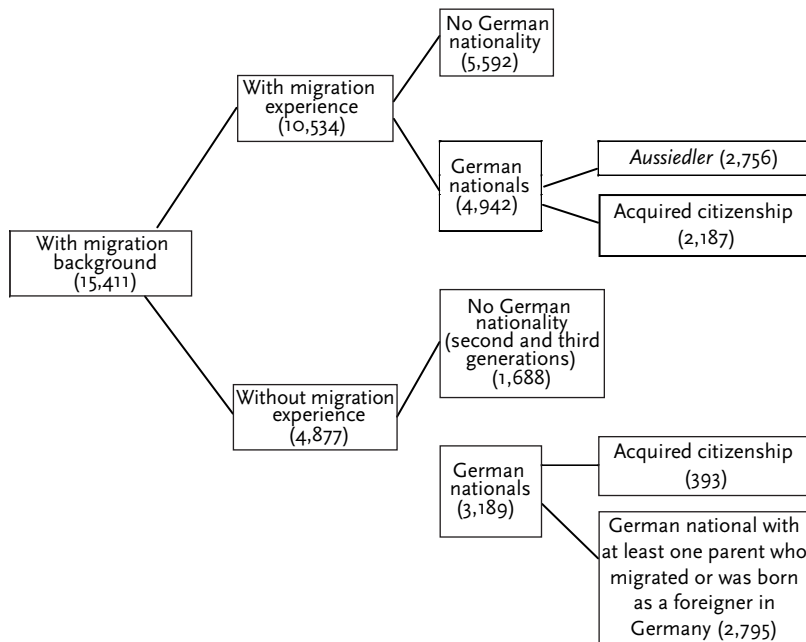 No German
nationality
(5,592)
With migration
experience
(10,534)
German
nationals
(4,942)
Aussiedler (2,756)
Acquired citizenship
(2,187)
With migration
background
(15,411)
No German
nationality
(second and third
generations)
(1,688)
Without migration
experience
(4,877)
German
nationals
(3,189)
Acquired citizenship
(393)
German national with
at least one parent who
migrated or was born
as a foreigner in
Germany (2,795)